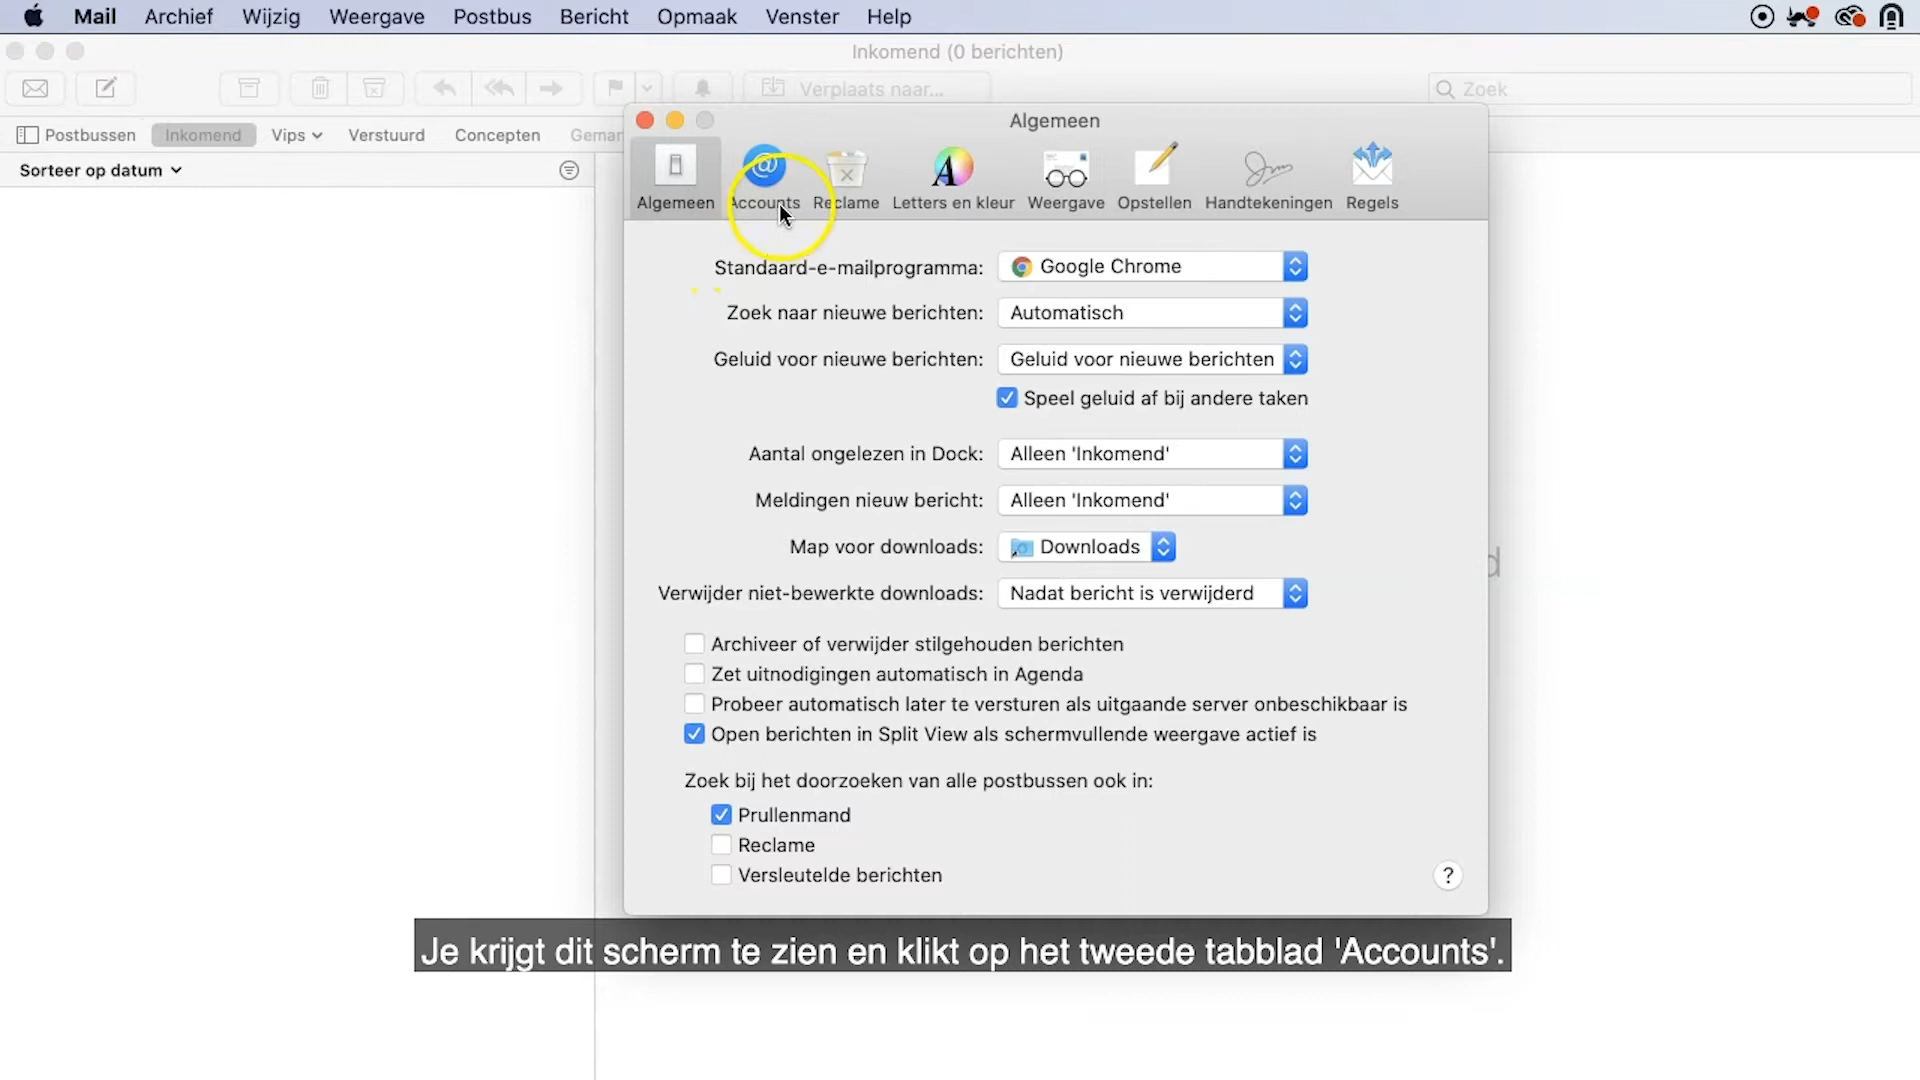 Mail Archief Wijzig Weergave Postbus Bericht Opmaak Venster Help
Inkomend (0 berichten)
Verplaats naar...
Zoek
Postbussen Inkomend Vips Verstuurd Concepten
Sorteer op datum
Algemeen
Algemeen Accounts Reclame Letters en kleur Weergave Opstellen Handtekeningen Regels
Standaard-e-mailprogramma: Google Chrome
Zoek naar nieuwe berichten: Automatisch
Geluid voor nieuwe berichten: Geluid voor nieuwe berichten
Speel geluid af bij andere taken
Aantal ongelezen in Dock: Alleen 'Inkomend'
Meldingen nieuw bericht: Alleen 'Inkomend'
Map voor downloads: Downloads
Verwijder niet-bewerkte downloads: Nadat bericht is verwijderd
Archiveer of verwijder stilgehouden berichten
Zet uitnodigingen automatisch in Agenda
Probeer automatisch later te versturen als uitgaande server onbeschikbaar is
Open berichten in Split View als schermvullende weergave actief is
Zoek bij het doorzoeken van alle postbussen ook in:
Prullenmand
Reclame
Versleutelde berichten
?
Je krijgt dit scherm te zien en klikt op het tweede tabblad 'Accounts'.